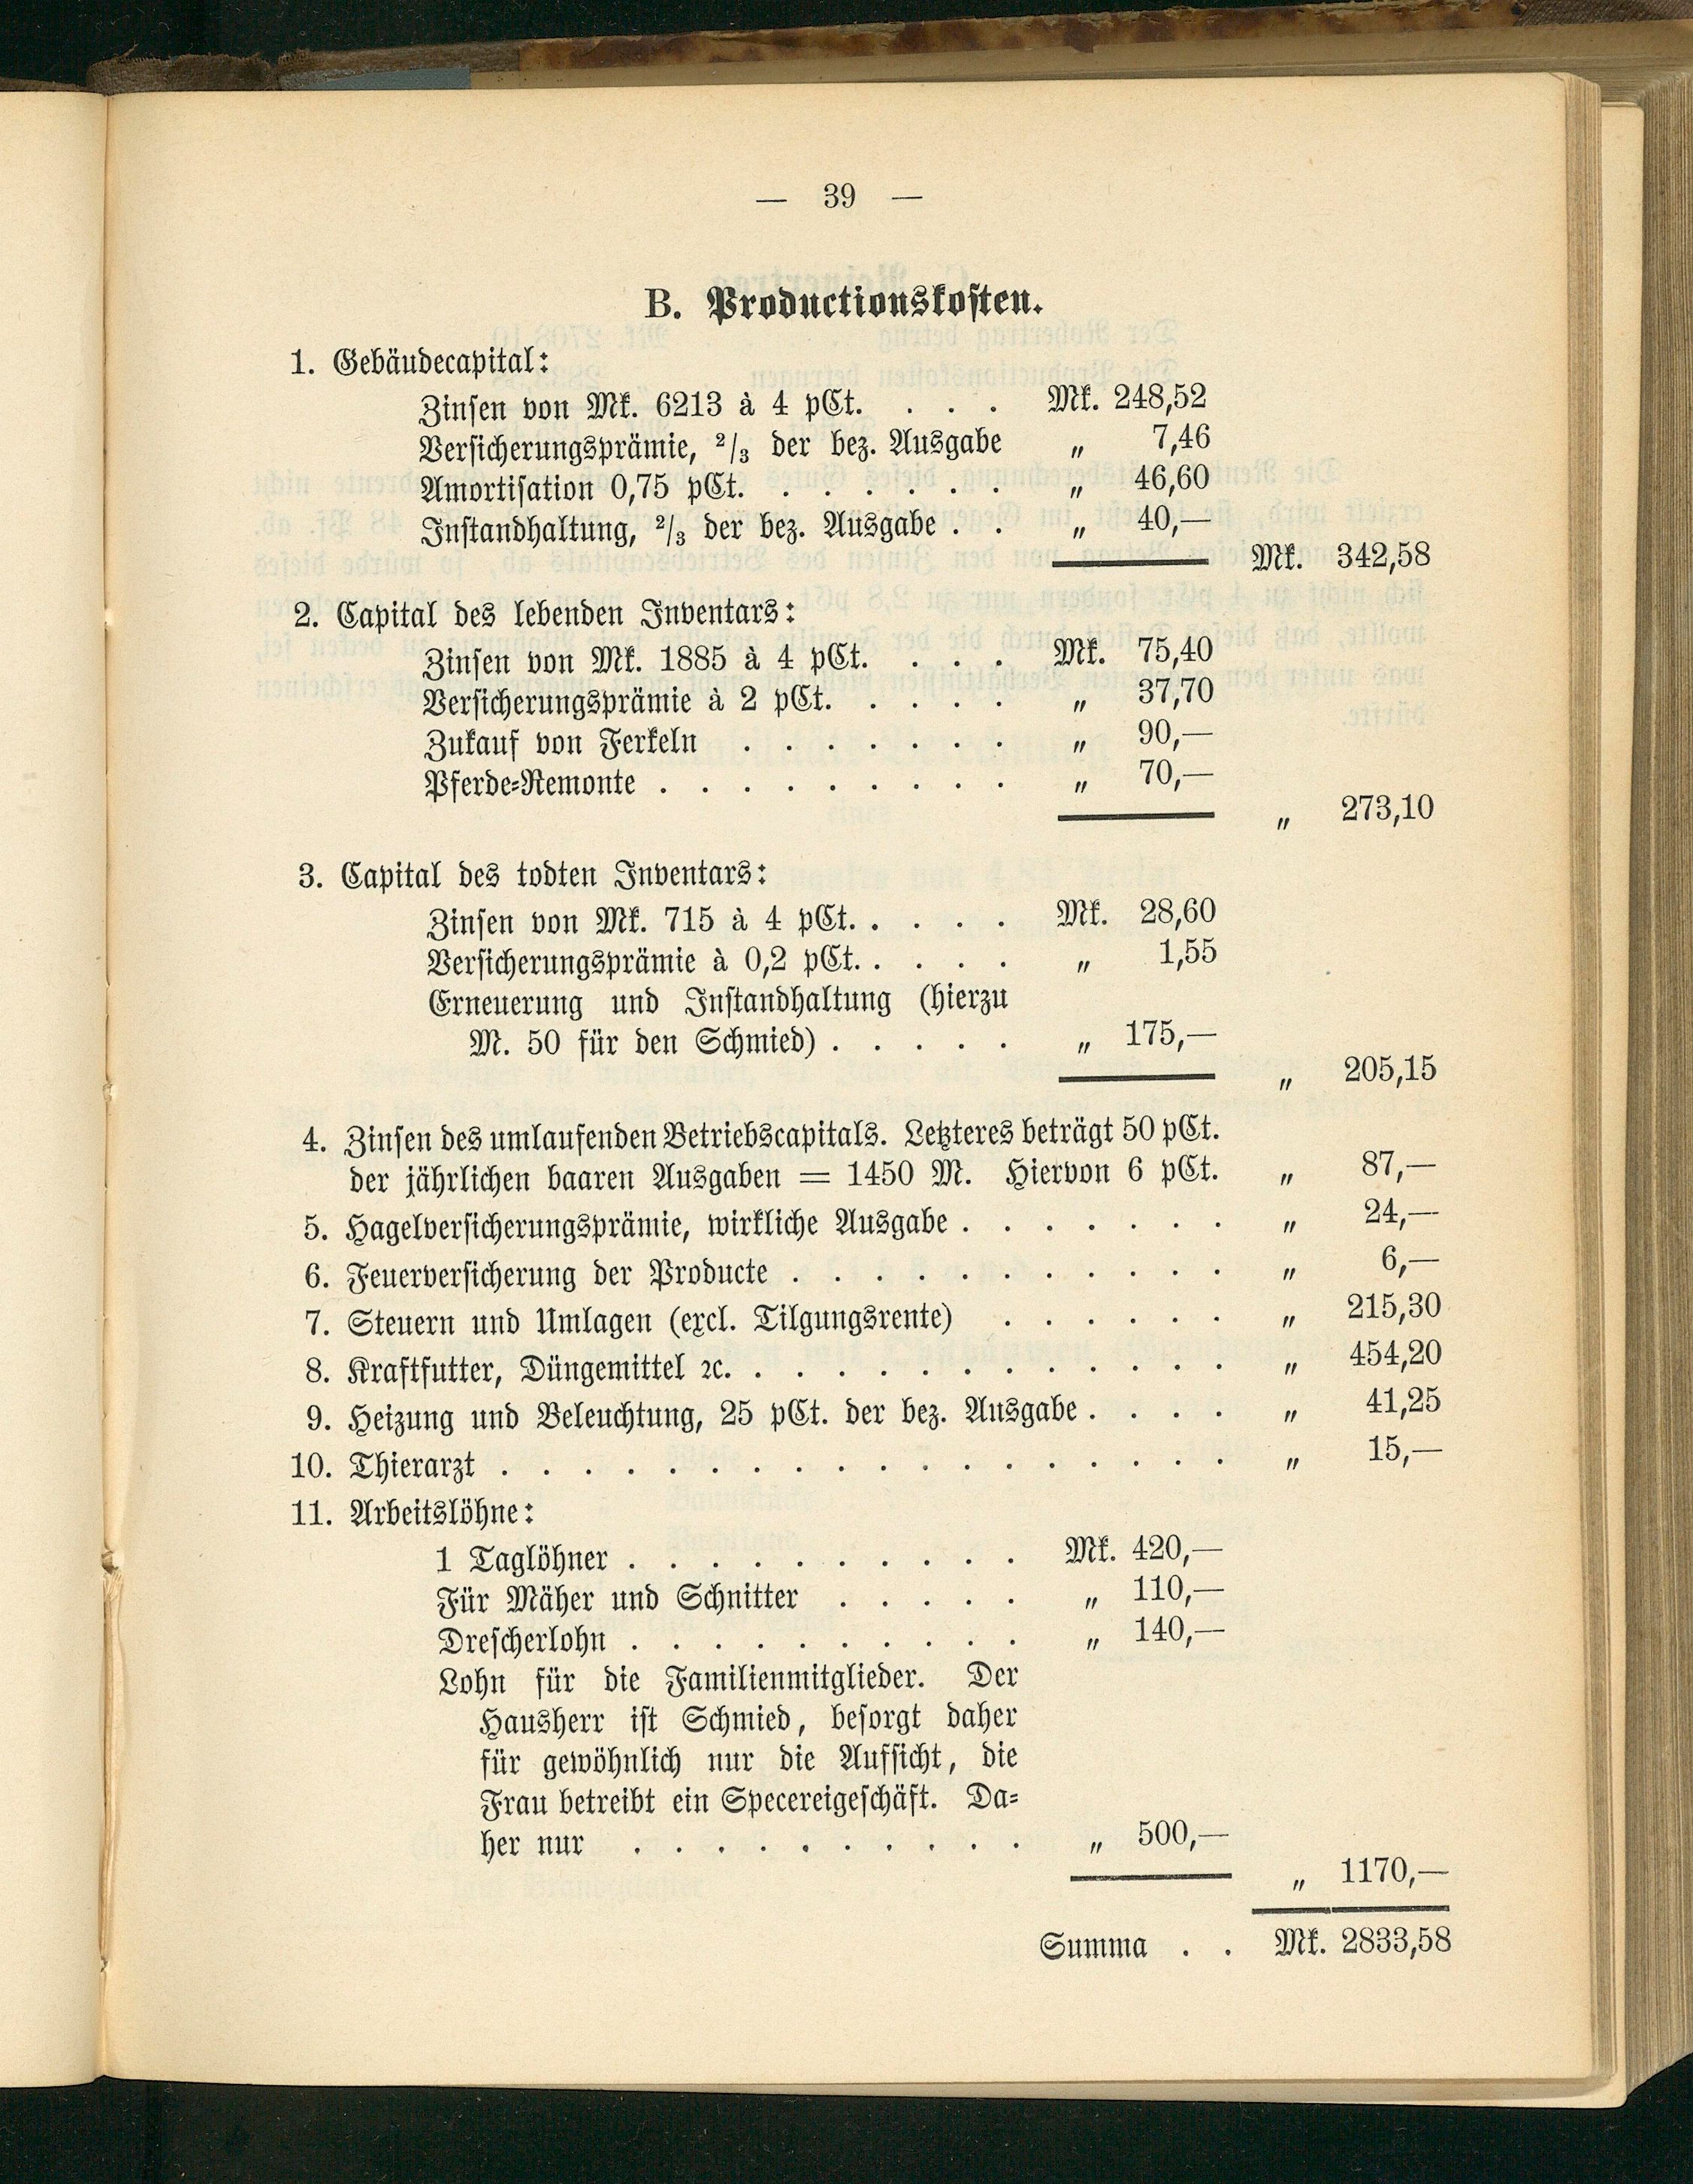 — 39 —
B. Productionskosten.
1. Gebäudecapital:
Zinsen von Mk. 6213 à 4 pCt. . . . Mk. 248,52
Versicherungsprämie, ²/₃ der bez. Ausgabe „ 7,46
Amortisation 0,75 pCt. . . . . . . „ 46,60
Instandhaltung, ²/₃ der bez. Ausgabe . . „ 40,—
Mk. 342,58
2. Capital des lebenden Inventars:
Zinsen von Mk. 1885 à 4 pCt. . . . Mk. 75,40
Versicherungsprämie à 2 pCt. . . . . „ 37,70
Zukauf von Ferkeln . . . . . . . „ 90,—
Pferde-Remonte . . . . . . . . . „ 70,—
„ 273,10
3. Capital des todten Inventars:
Zinsen von Mk. 715 à 4 pCt. . . . . Mk. 28,60
Versicherungsprämie à 0,2 pCt. . . . . „ 1,55
Erneuerung und Instandhaltung (hierzu
M. 50 für den Schmied) . . . . . „ 175,—
„ 205,15
4. Zinsen des umlaufenden Betriebscapitals. Letzteres beträgt 50 pCt.
der jährlichen baaren Ausgaben = 1450 M. Hiervon 6 pCt. „ 87,—
5. Hagelversicherungsprämie, wirkliche Ausgabe . . . . . . . „ 24,—
6. Feuerversicherung der Producte . . . . . . . . . . . „ 6,—
7. Steuern und Umlagen (excl. Tilgungsrente) . . . . . . „ 215,30
8. Kraftfutter, Düngemittel ꝛc. . . . . . . . . . . . . „ 454,20
9. Heizung und Beleuchtung, 25 pCt. der bez. Ausgabe . . . . „ 41,25
10. Thierarzt . . . . . . . . . . . . . . . . . . „ 15,—
11. Arbeitslöhne:
1 Taglöhner . . . . . . . . . . Mk. 420,—
Für Mäher und Schnitter . . . . . „ 110,—
Drescherlohn . . . . . . . . . . „ 140,—
Lohn für die Familienmitglieder. Der
Hausherr ist Schmied, besorgt daher
für gewöhnlich nur die Aufsicht, die
Frau betreibt ein Specereigeschäft. Da-
her nur . . . . . . . . . . „ 500,—
„ 1170,—
Summa . . Mk. 2833,58